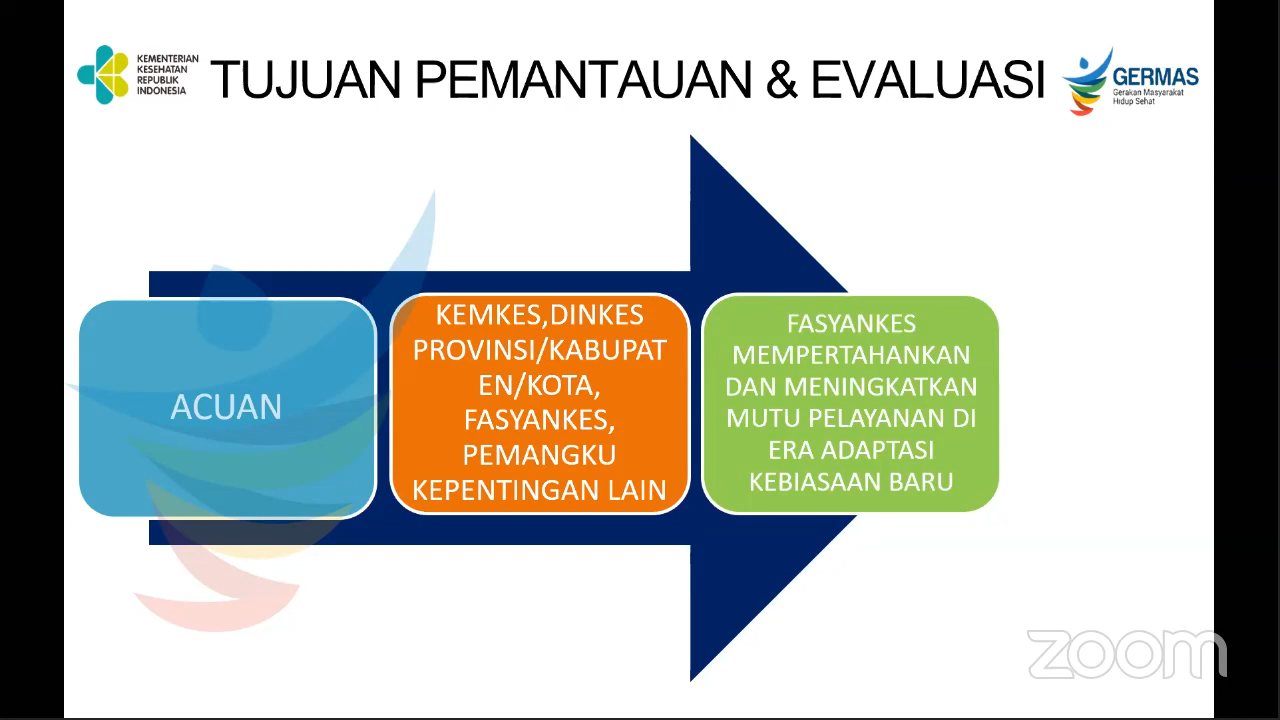 KEMENTERIAN
KESEHATAN
REPUBLIK
INDONESIA
TUJUAN PEMANTAUAN & EVALUASI
GERMAS
Gerakan Masyarakat
Hidup Sehat
ACUAN
KEMKES,DINKES
PROVINSI/KABUPAT
EN/KOTA,
FASYANKES,
PEMANGKU
KEPENTINGAN LAIN
FASYANKES
MEMPERTAHANKAN
DAN MENINGKATKAN
MUTU PELAYANAN DI
ERA ADAPTASI
KEBIASAAN BARU
zoom